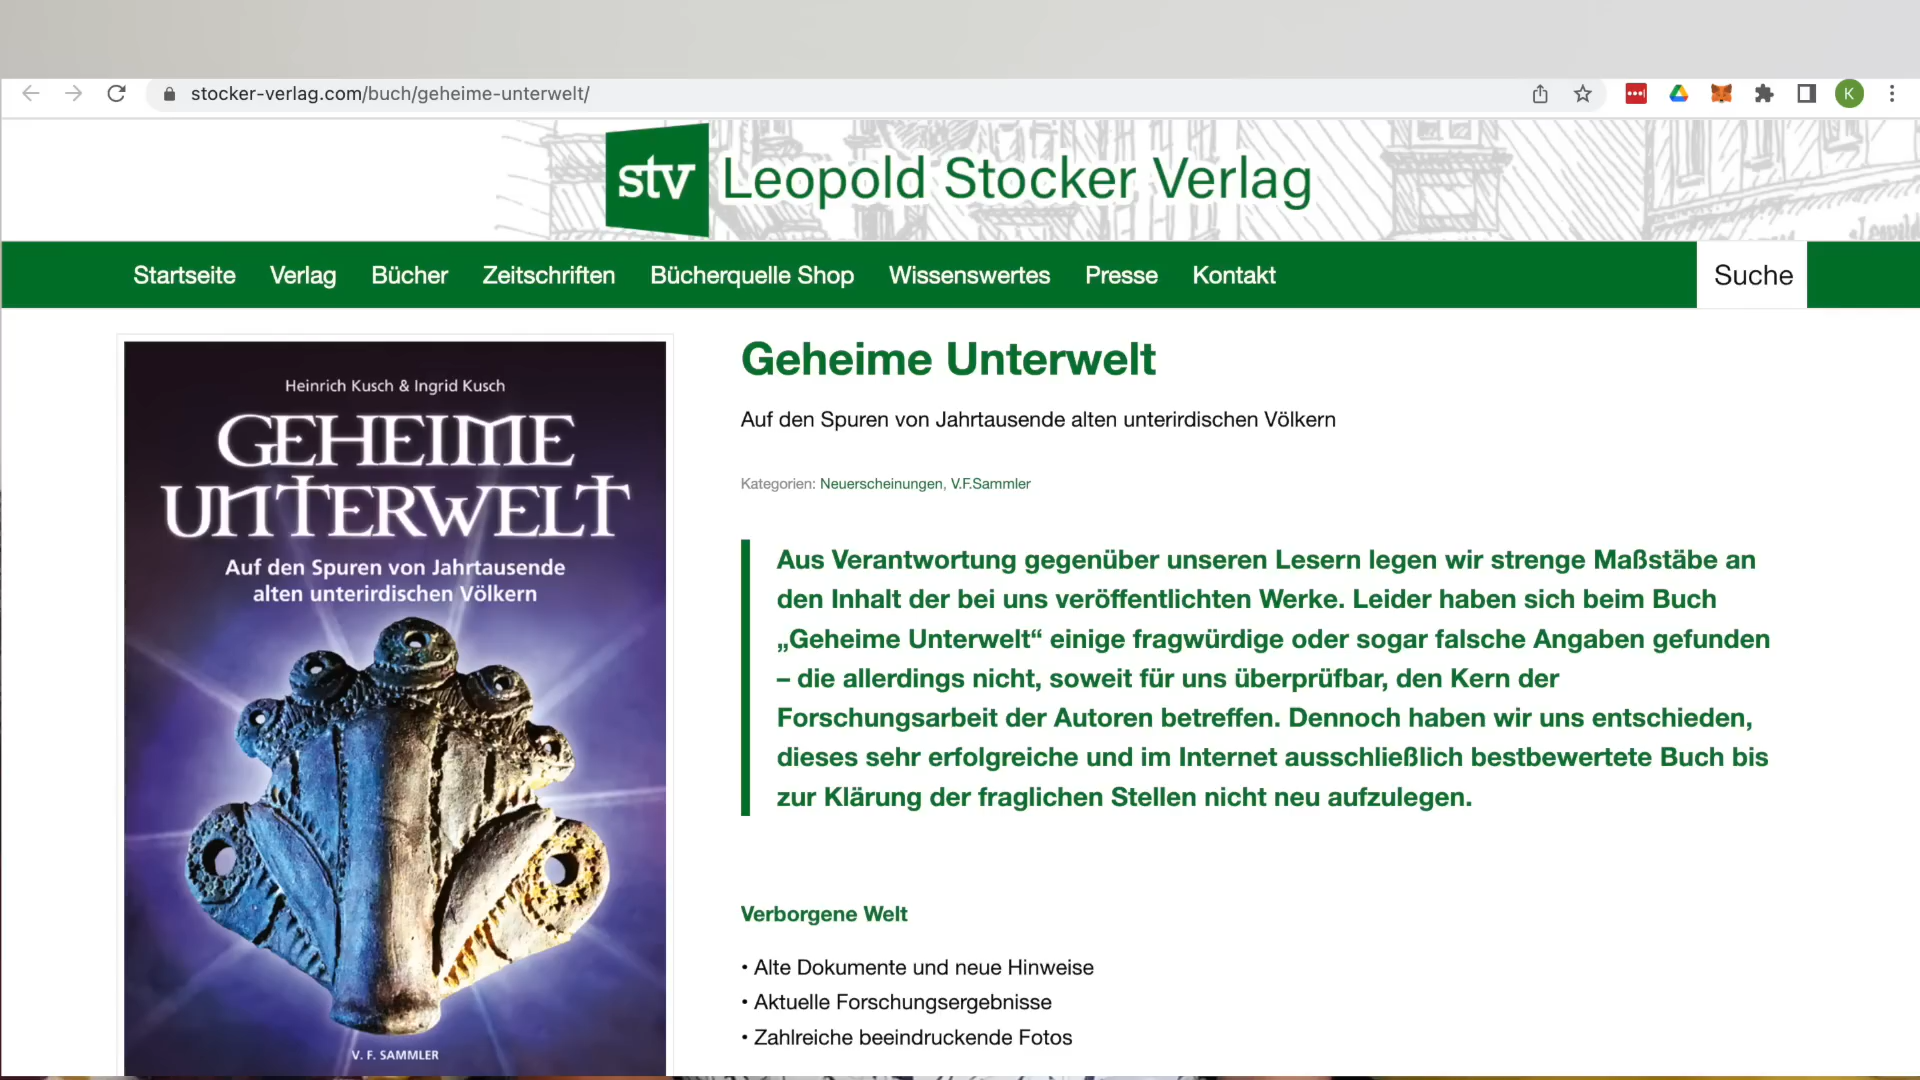 stocker-verlag.com/buch/geheime-unterwelt/
K
stv Leopold Stocker Verlag
Startseite Verlag Bücher Zeitschriften Bücherquelle Shop Wissenswertes Presse Kontakt Suche
Heinrich Kusch & Ingrid Kusch
GEHEIME
UNTERWELT
Auf den Spuren von Jahrtausende
alten unterirdischen Völkern
V. F. SAMMLER
Geheime Unterwelt
Auf den Spuren von Jahrtausende alten unterirdischen Völkern
Kategorien: Neuerscheinungen, V.F.Sammler
Aus Verantwortung gegenüber unseren Lesern legen wir strenge Maßstäbe an
den Inhalt der bei uns veröffentlichten Werke. Leider haben sich beim Buch
„Geheime Unterwelt“ einige fragwürdige oder sogar falsche Angaben gefunden
– die allerdings nicht, soweit für uns überprüfbar, den Kern der
Forschungsarbeit der Autoren betreffen. Dennoch haben wir uns entschieden,
dieses sehr erfolgreiche und im Internet ausschließlich bestbewertete Buch bis
zur Klärung der fraglichen Stellen nicht neu aufzulegen.
Verborgene Welt
• Alte Dokumente und neue Hinweise
• Aktuelle Forschungsergebnisse
• Zahlreiche beeindruckende Fotos